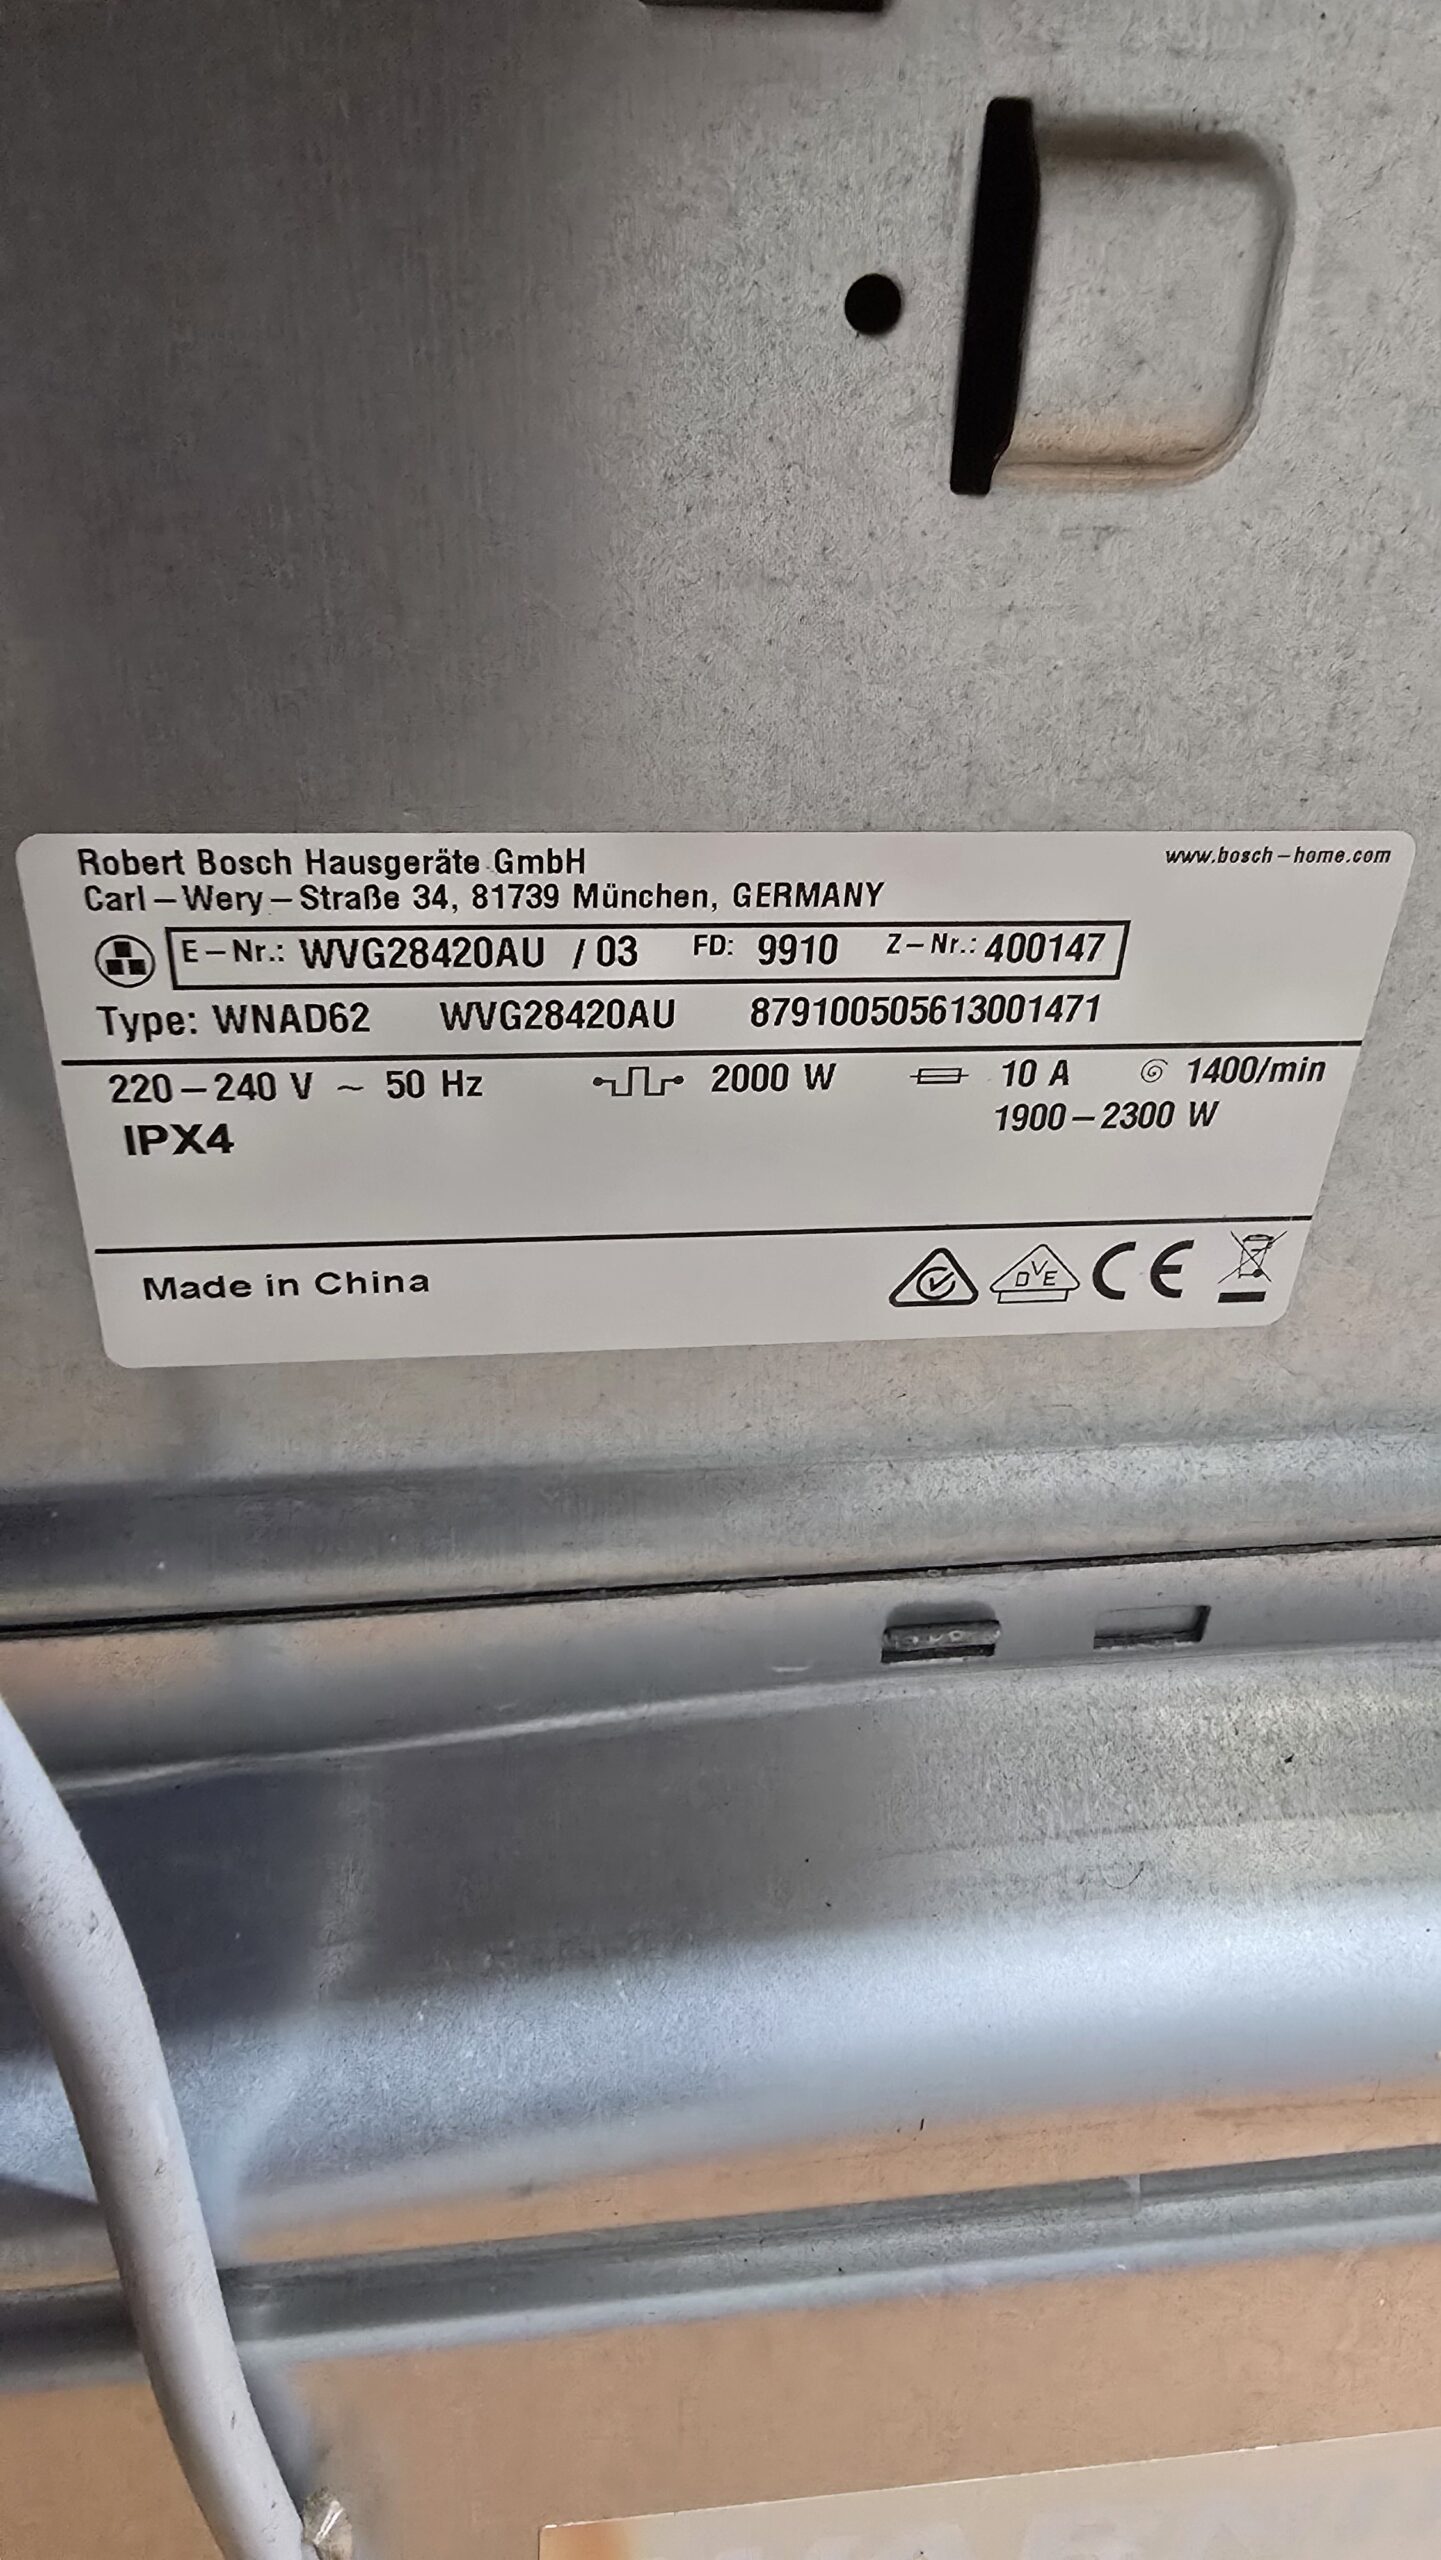 Robert Bosch Hausgeräte GmbH
www.bosch-home.com
Carl-Wery-Straße 34, 81739 München, GERMANY
E-Nr.: WVG28420AU /03 FD: 9910 Z-Nr.: 400147
Type: WNAD62 WVG28420AU 879100505613001471
220-240 V ~ 50 Hz 2000 W 10 A 1400/min
1900-2300 W
IPX4
Made in China
DVE CE